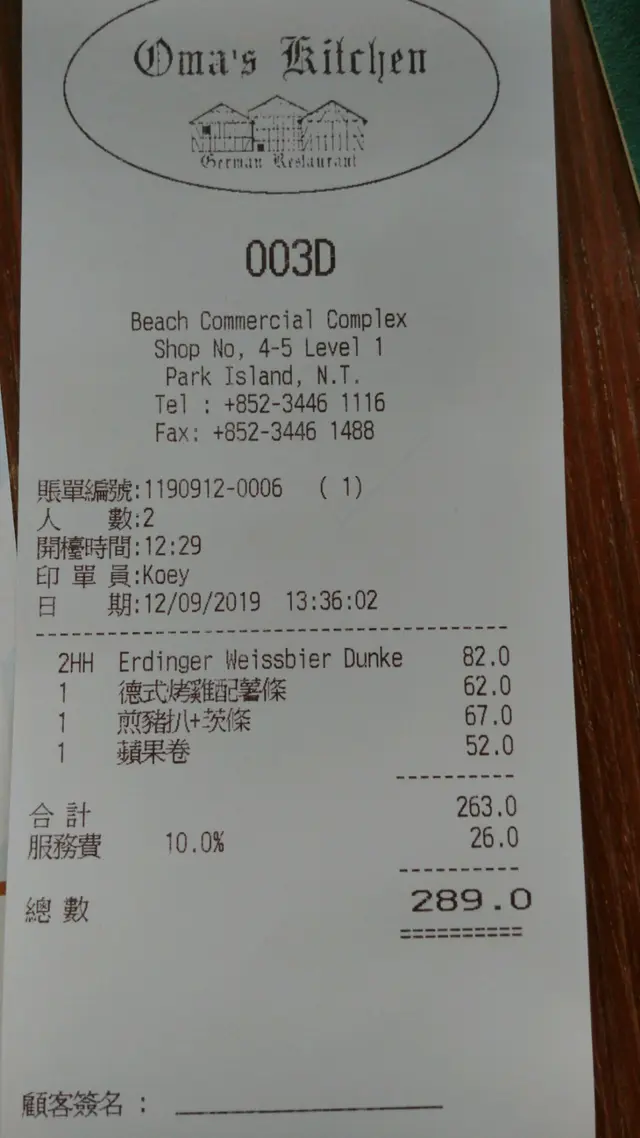 Oma's Kitchen
German Restaurant
003D
Beach Commercial Complex
Shop No, 4-5 Level 1
Park Island, N.T.
Tel : +852-3446 1116
Fax: +852-3446 1488
賬單編號:1190912-0006 ( 1)
人 數:2
開檯時間:12:29
印 單 員:Koey
日 期:12/09/2019 13:36:02
2HH Erdinger Weissbier Dunke 82.0
1 德式烤雞配薯條 62.0
1 煎豬扒+茨條 67.0
1 蘋果卷 52.0
合 計 263.0
服務費 10.0% 26.0
總 數 289.0
顧客簽名 :